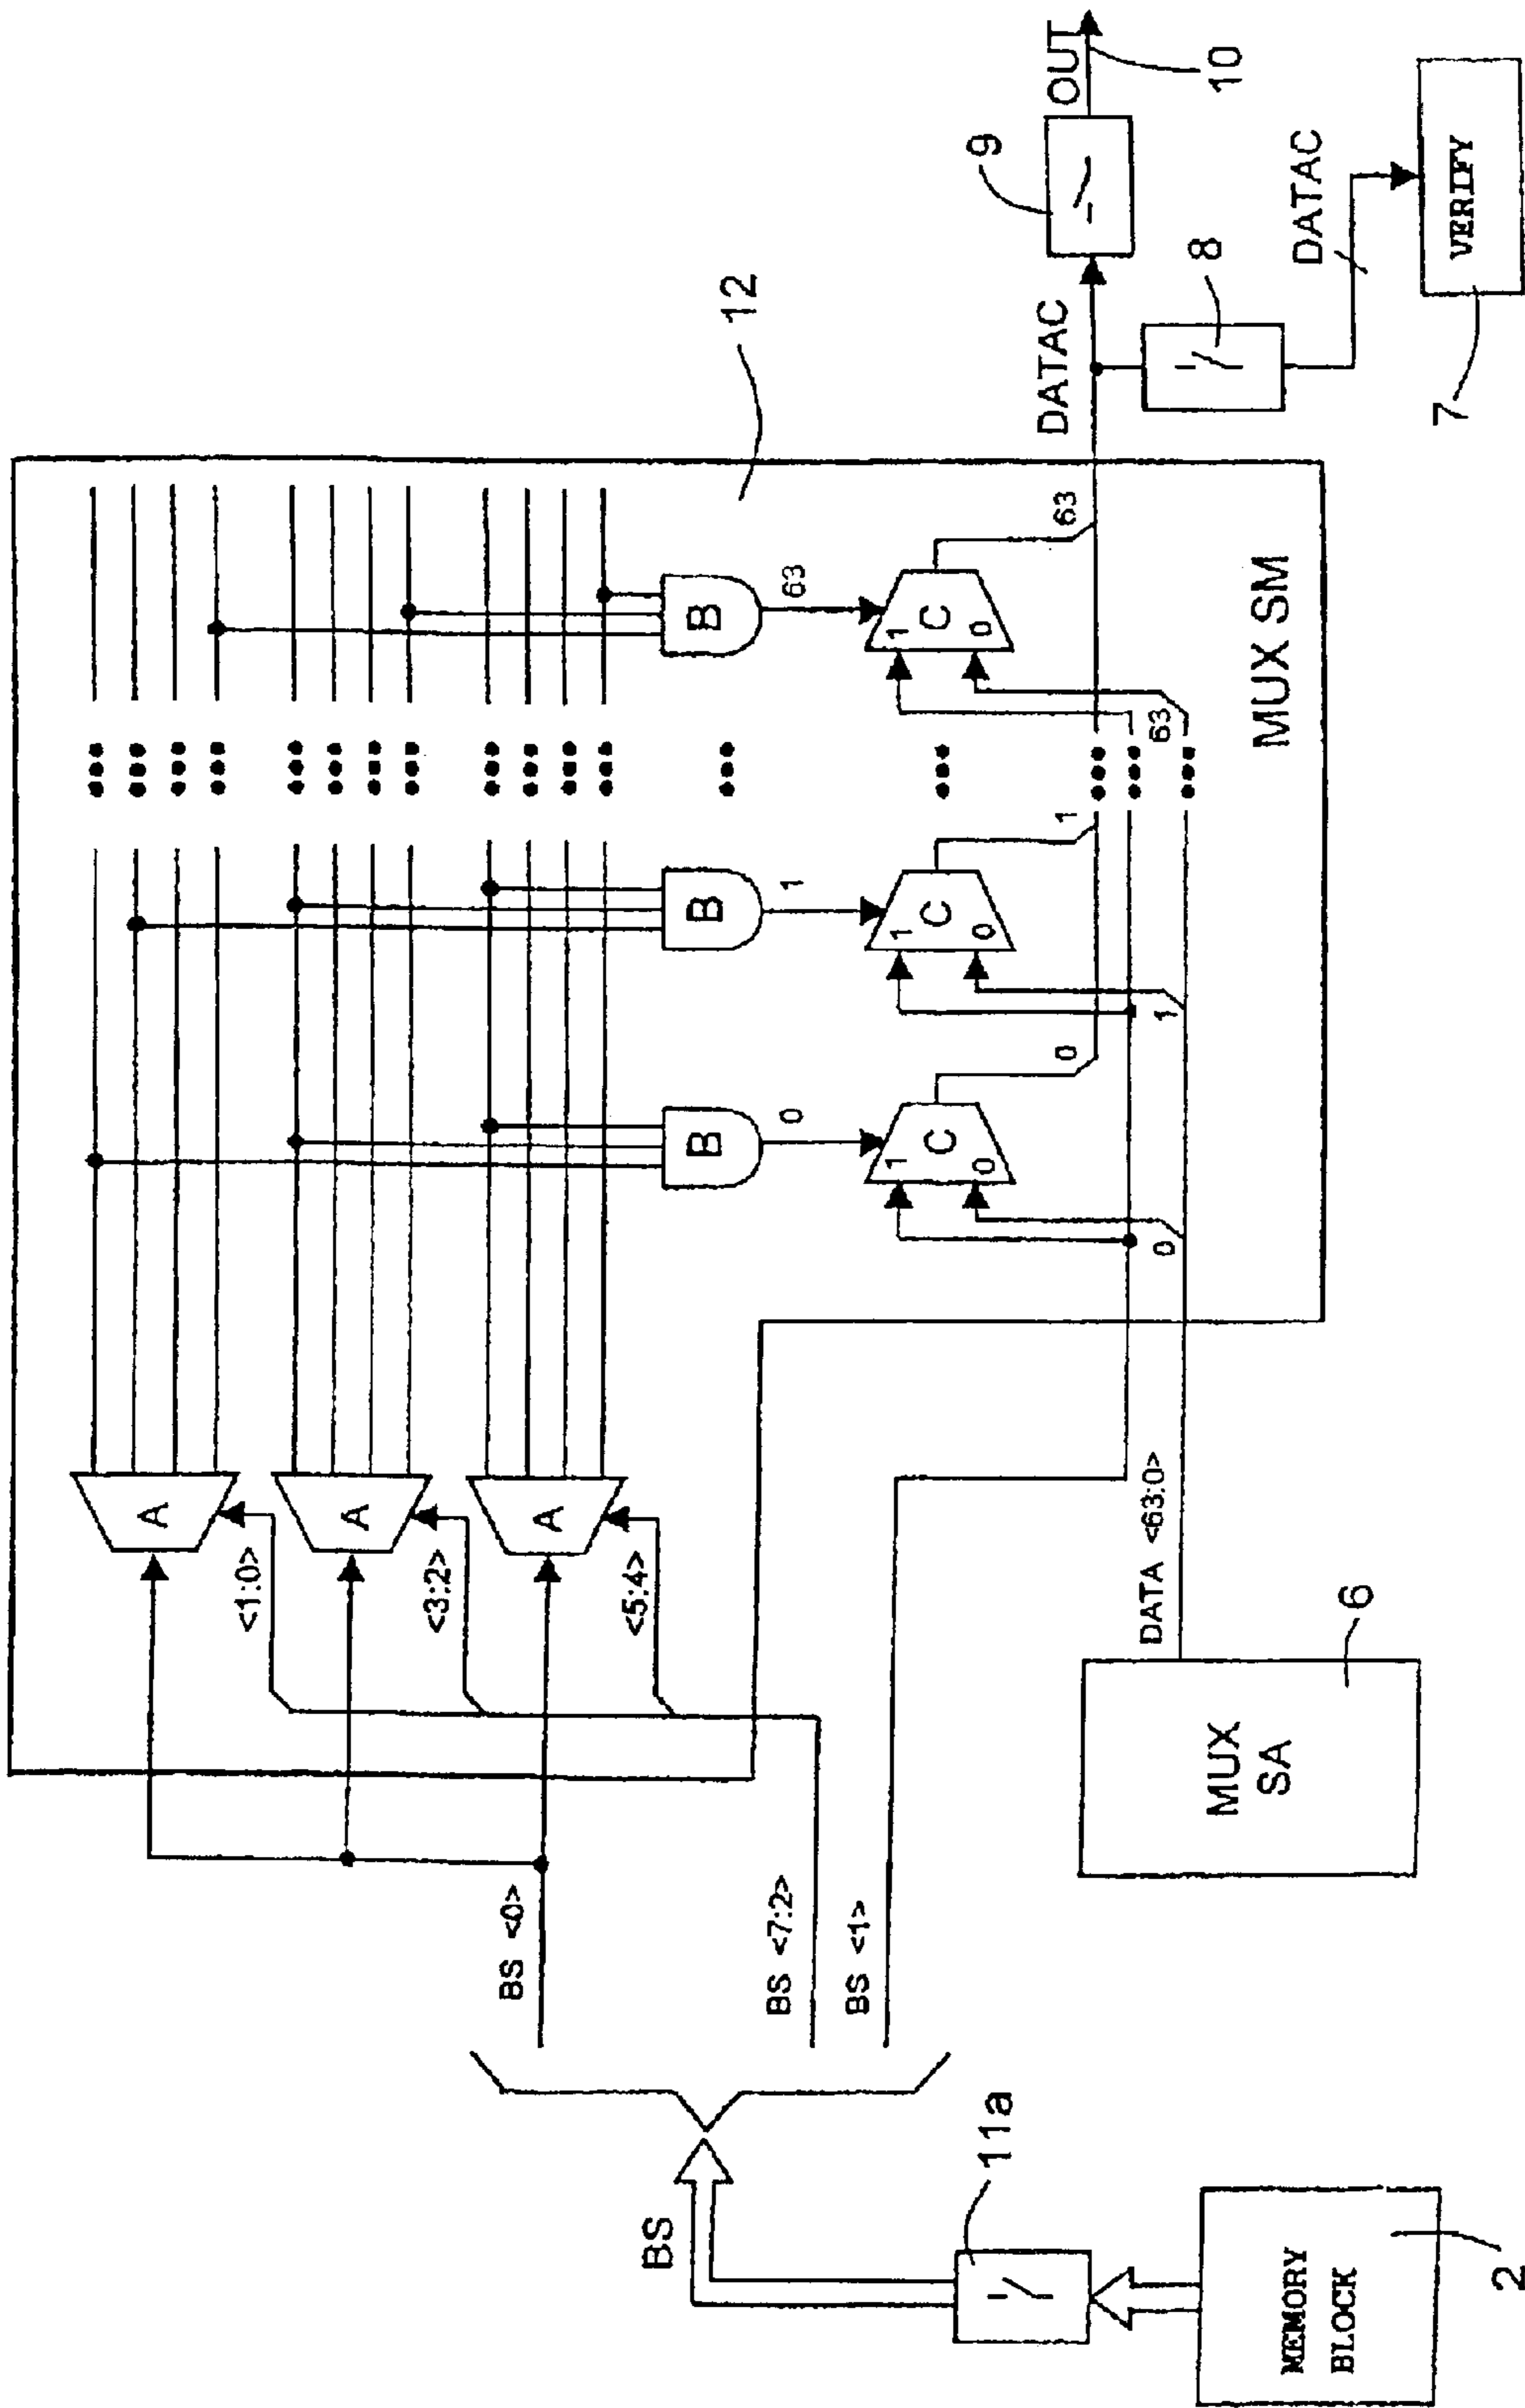 A
A
A
<1:0>
<3:2>
<5:4>
BS <0>
BS <7:2>
BS <1>
BS
11a
MEMORY
BLOCK
2
B
B
B
0
1
63
1
C
0
1
C
0
1
C
0
0
1
63
0
1
63
12
MUX SM
DATA <63:0>
MUX
SA
6
DATAC
9
OUT
10
8
DATAC
VERIFY
7